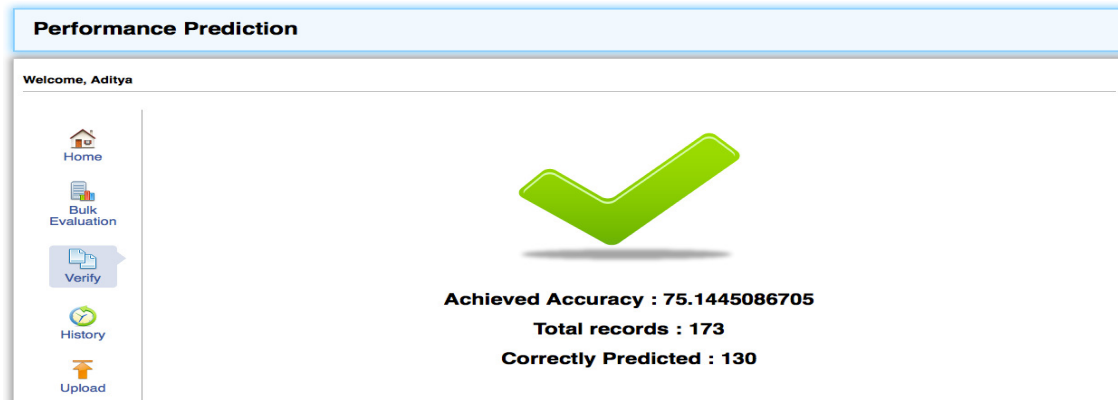 Performance Prediction
Welcome, Aditya
Home
Bulk
Evaluation
Verify
History
Upload
Achieved Accuracy : 75.1445086705
Total records : 173
Correctly Predicted : 130